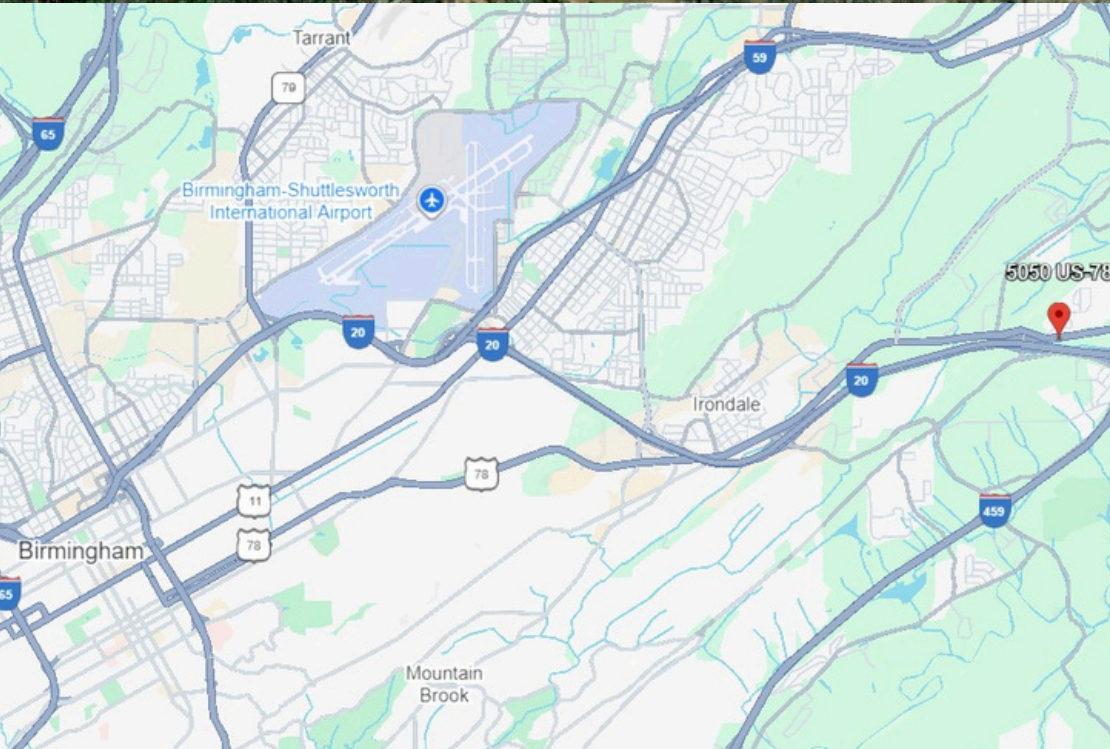 Tarrant
59
79
65
Birmingham-Shuttlesworth
International Airport
5050 US-78
20
20
20
Irondale
78
11
459
78
Birmingham
65
Mountain
Brook